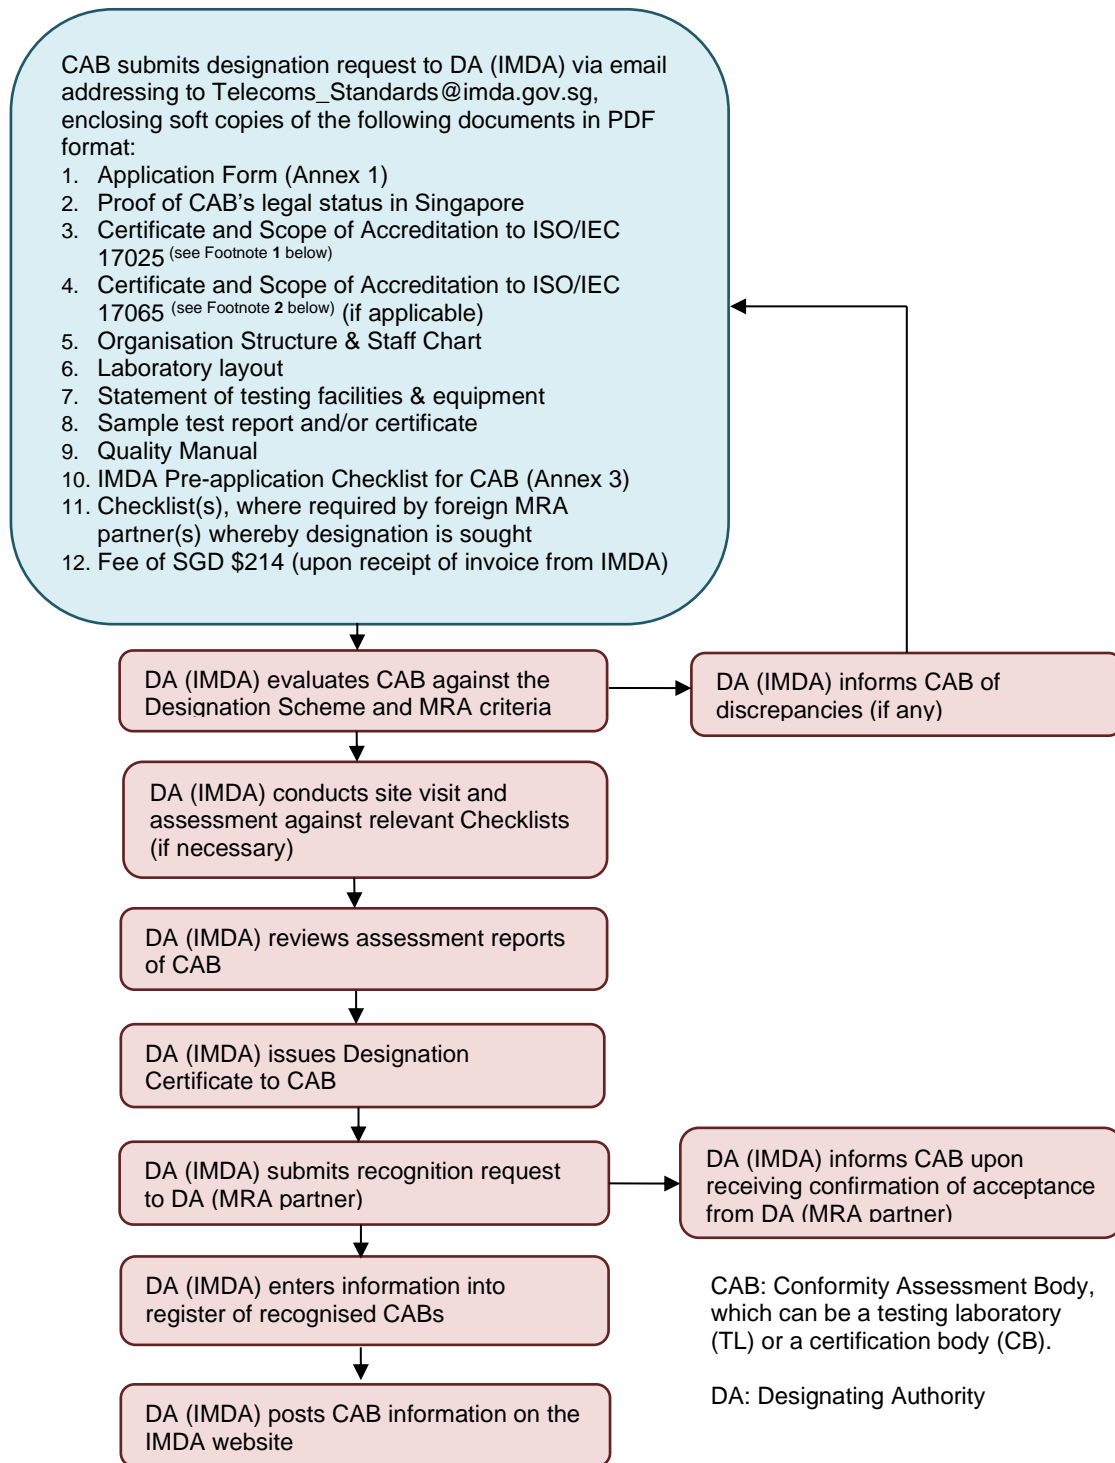 CAB submits designation request to DA (IMDA) via email
addressing to Telecoms_Standards@imda.gov.sg,
enclosing soft copies of the following documents in PDF
format:
1. Application Form (Annex 1)
2. Proof of CAB’s legal status in Singapore
3. Certificate and Scope of Accreditation to ISO/IEC
17025 (see Footnote 1 below)
4. Certificate and Scope of Accreditation to ISO/IEC
17065 (see Footnote 2 below) (if applicable)
5. Organisation Structure & Staff Chart
6. Laboratory layout
7. Statement of testing facilities & equipment
8. Sample test report and/or certificate
9. Quality Manual
10. IMDA Pre-application Checklist for CAB (Annex 3)
11. Checklist(s), where required by foreign MRA
partner(s) whereby designation is sought
12. Fee of SGD $214 (upon receipt of invoice from IMDA)
DA (IMDA) evaluates CAB against the
Designation Scheme and MRA criteria
DA (IMDA) informs CAB of
discrepancies (if any)
DA (IMDA) conducts site visit and
assessment against relevant Checklists
(if necessary)
DA (IMDA) reviews assessment reports
of CAB
DA (IMDA) issues Designation
Certificate to CAB
DA (IMDA) submits recognition request
to DA (MRA partner)
DA (IMDA) informs CAB upon
receiving confirmation of acceptance
from DA (MRA partner)
DA (IMDA) enters information into
register of recognised CABs
CAB: Conformity Assessment Body,
which can be a testing laboratory
(TL) or a certification body (CB).
DA: Designating Authority
DA (IMDA) posts CAB information on the
IMDA website